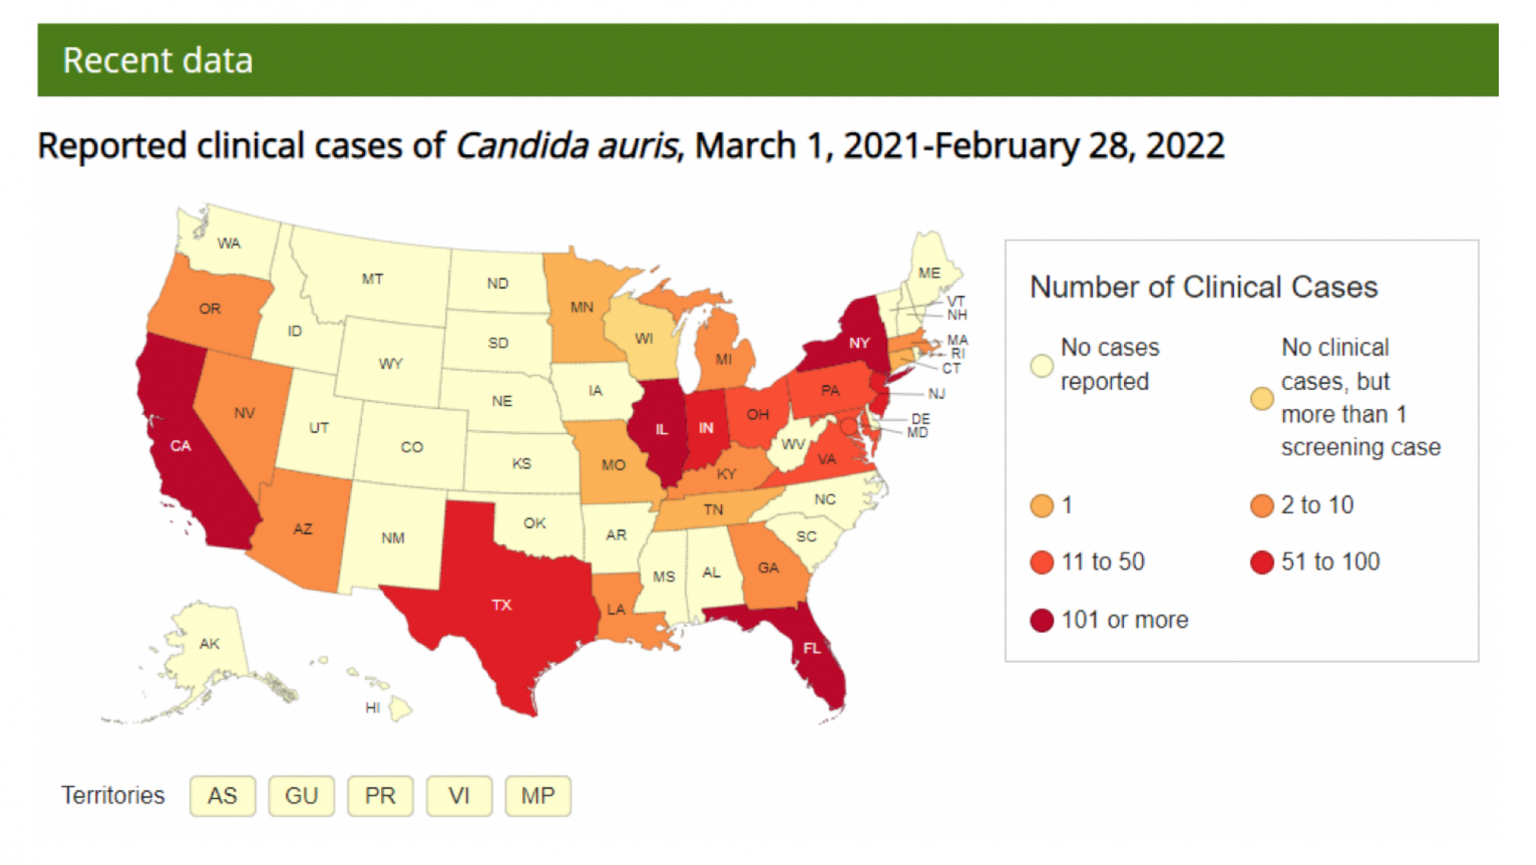 Recent data
Reported clinical cases of Candida auris, March 1, 2021-February 28, 2022
WA
MT
ND
MN
ME
VT
NH
OR
ID
SD
WI
MI
NY
MA
RI
CT
WY
IA
PA
NJ
NE
NV
UT
CO
IL
IN
OH
DE
MD
CA
KS
MO
WV
VA
KY
AZ
NM
OK
AR
TN
NC
SC
MS
AL
GA
TX
LA
FL
AK
HI
Number of Clinical Cases
No cases
reported
No clinical
cases, but
more than 1
screening case
1
2 to 10
11 to 50
51 to 100
101 or more
Territories
AS
GU
PR
VI
MP